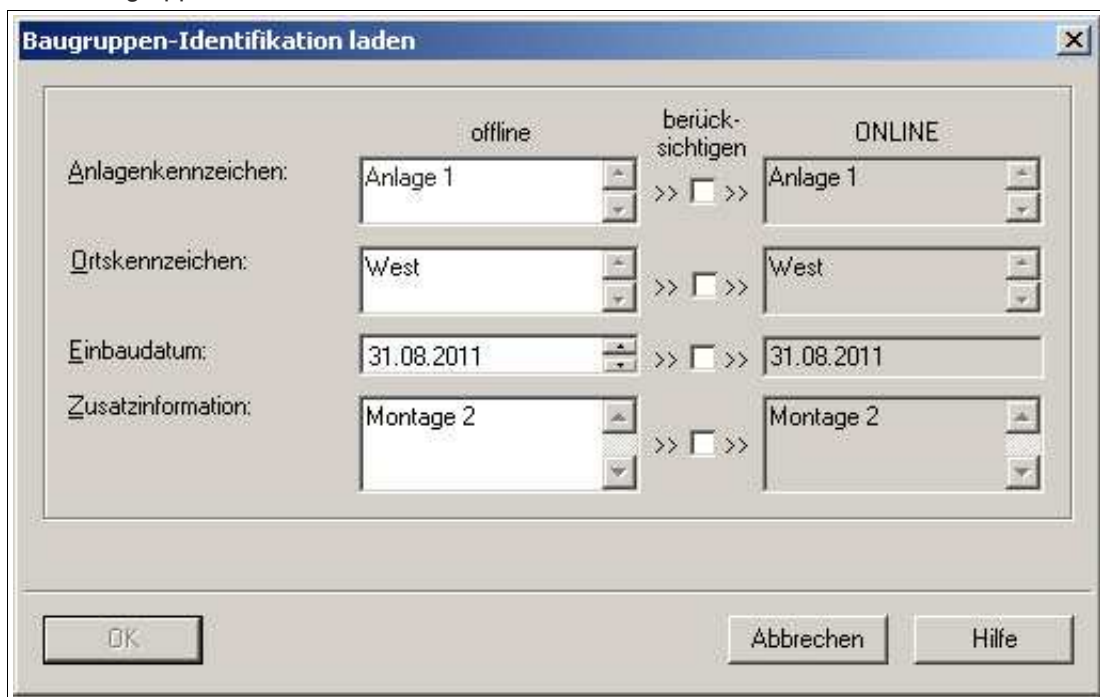 Baugruppen-Identifikation laden
offline
berück-
sichtigen
ONLINE
Anlagenkennzeichen:
Anlage 1
>> >>
Anlage 1
Ortskennzeichen:
West
>> >>
West
Einbaudatum:
31.08.2011
>> >>
31.08.2011
Zusatzinformation:
Montage 2
>> >>
Montage 2
OK
Abbrechen
Hilfe